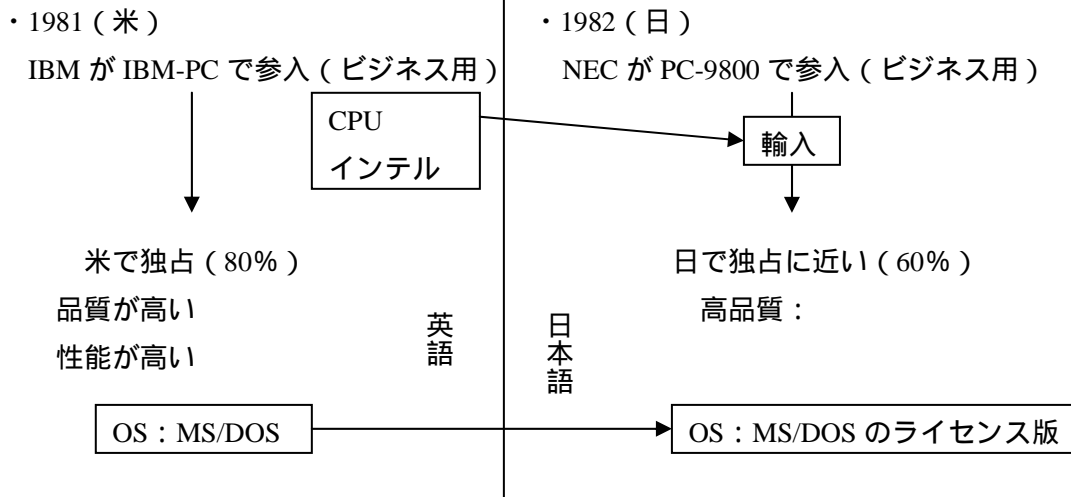 ・1981（米）
IBM が IBM-PC で参入（ビジネス用）
CPU
インテル
米で独占（80％）
品質が高い
性能が高い
英語
OS：MS/DOS
・1982（日）
NEC が PC-9800 で参入（ビジネス用）
輸入
日で独占に近い（60％）
高品質：
日本語
OS：MS/DOS のライセンス版